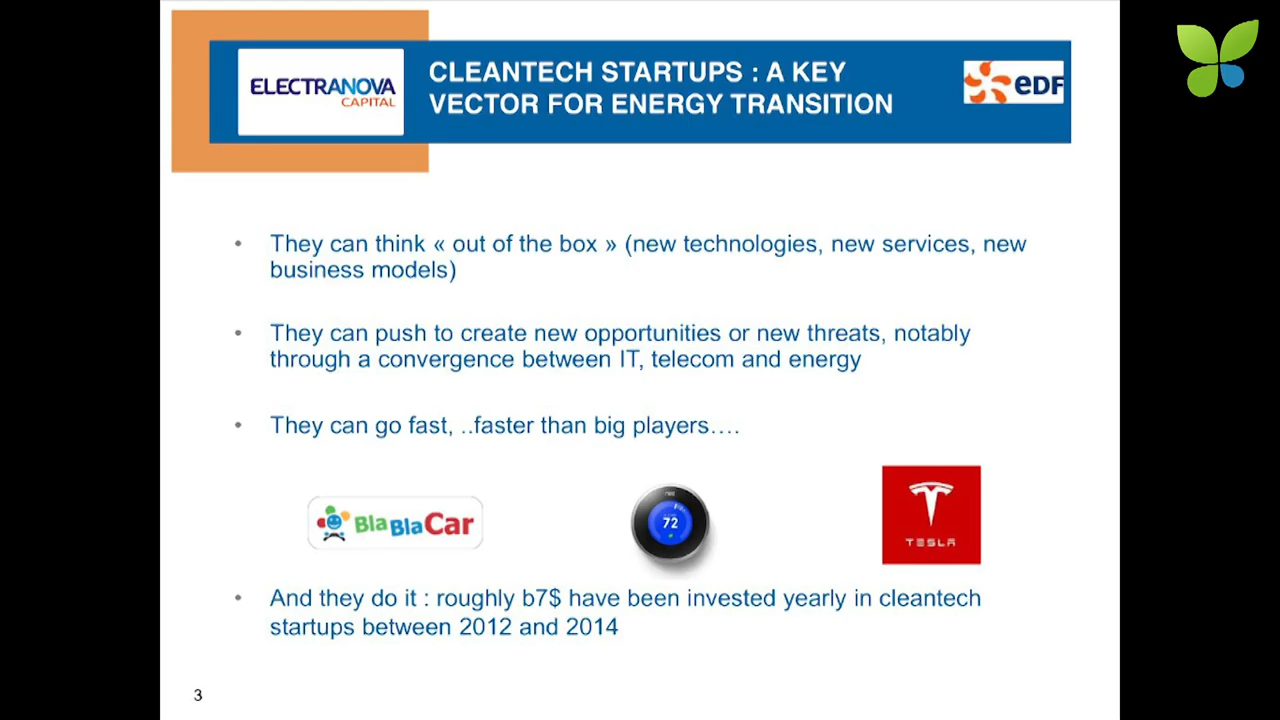 ELECTRANOVA
CAPITAL
CLEANTECH STARTUPS : A KEY
VECTOR FOR ENERGY TRANSITION
eDF
• They can think « out of the box » (new technologies, new services, new
business models)
• They can push to create new opportunities or new threats, notably
through a convergence between IT, telecom and energy
• They can go fast, ..faster than big players….
BlaBlaCar
72
TESLA
• And they do it : roughly b7$ have been invested yearly in cleantech
startups between 2012 and 2014
3